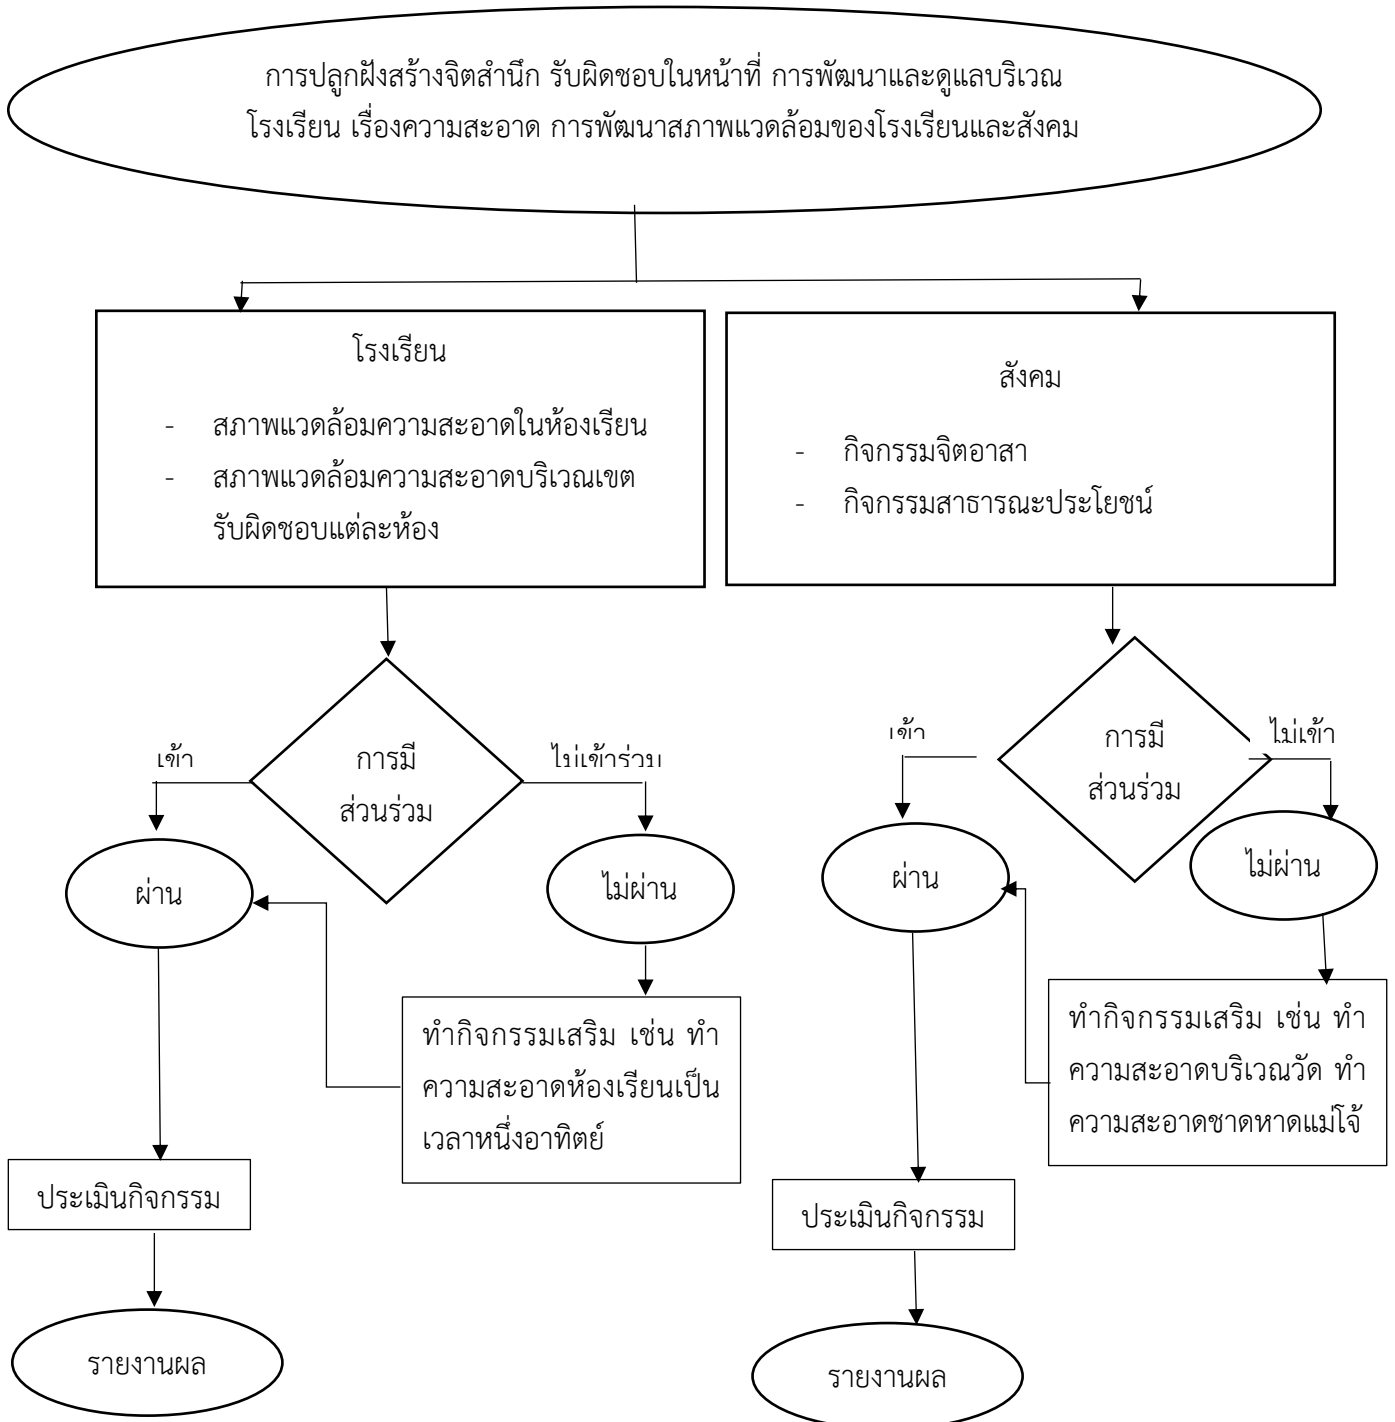 การปลูกฝังสร้างจิตสำนึก รับผิดชอบในหน้าที่ การพัฒนาและดูแลบริเวณ
โรงเรียน เรื่องความสะอาด การพัฒนาสภาพแวดล้อมของโรงเรียนและสังคม
โรงเรียน
- สภาพแวดล้อมความสะอาดในห้องเรียน
- สภาพแวดล้อมความสะอาดบริเวณเขต
รับผิดชอบแต่ละห้อง
สังคม
- กิจกรรมจิตอาสา
- กิจกรรมสาธารณะประโยชน์
เข้า
การมี
ส่วนร่วม
ไม่เข้าร่วม
ผ่าน
ไม่ผ่าน
ทำกิจกรรมเสริม เช่น ทำ
ความสะอาดห้องเรียนเป็น
เวลาหนึ่งอาทิตย์
ประเมินกิจกรรม
รายงานผล
เข้า
การมี
ส่วนร่วม
ไม่เข้า
ผ่าน
ไม่ผ่าน
ทำกิจกรรมเสริม เช่น ทำ
ความสะอาดบริเวณวัด ทำ
ความสะอาดชาดหาดแม่โจ้
ประเมินกิจกรรม
รายงานผล